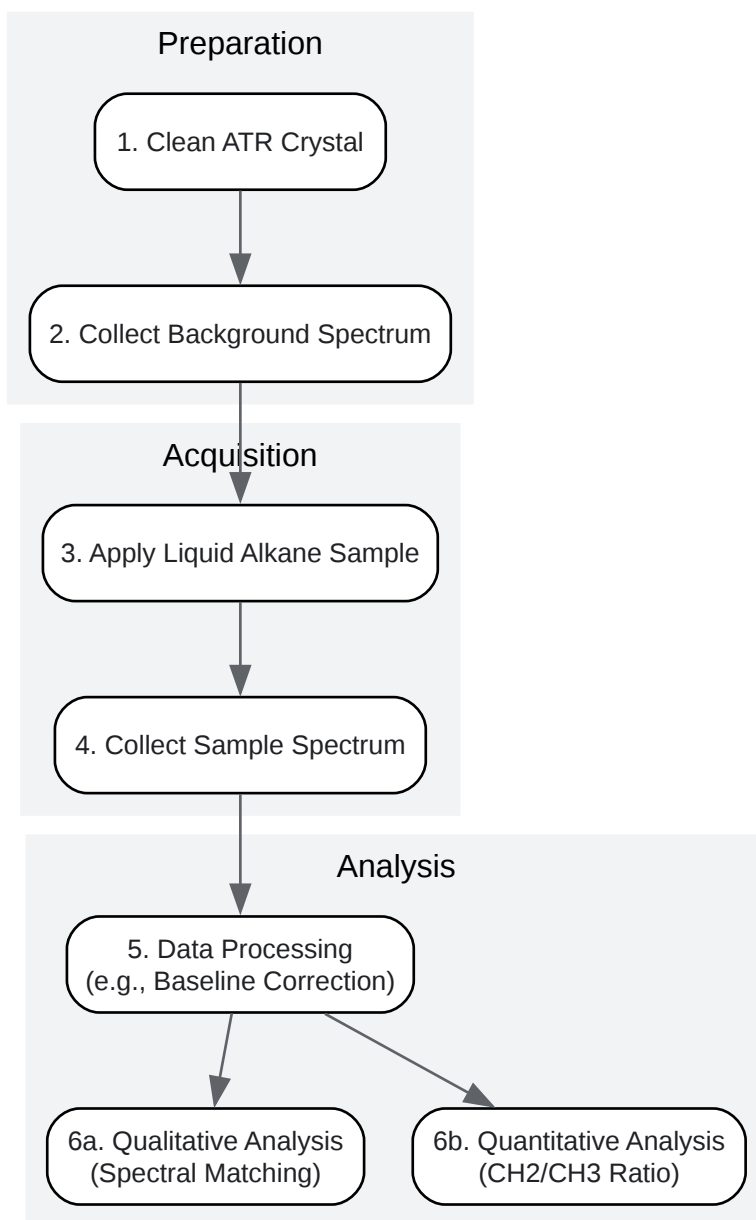 Preparation
1. Clean ATR Crystal
2. Collect Background Spectrum
Acquisition
3. Apply Liquid Alkane Sample
4. Collect Sample Spectrum
Analysis
5. Data Processing
(e.g., Baseline Correction)
6a. Qualitative Analysis
(Spectral Matching)
6b. Quantitative Analysis
(CH2/CH3 Ratio)